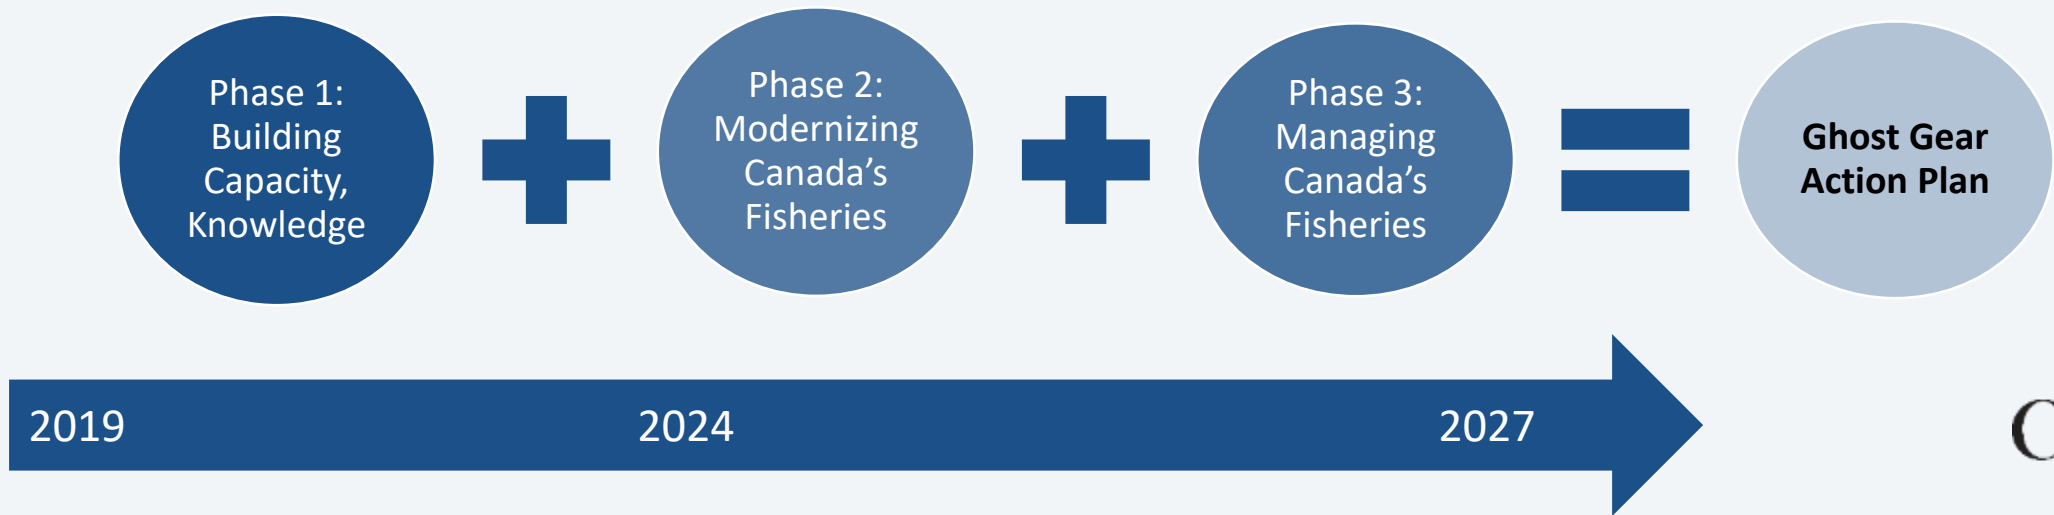 Phase 1:
Building
Capacity,
Knowledge
Phase 2:
Modernizing
Canada’s
Fisheries
Phase 3:
Managing
Canada’s
Fisheries
Ghost Gear
Action Plan
2019
2024
2027